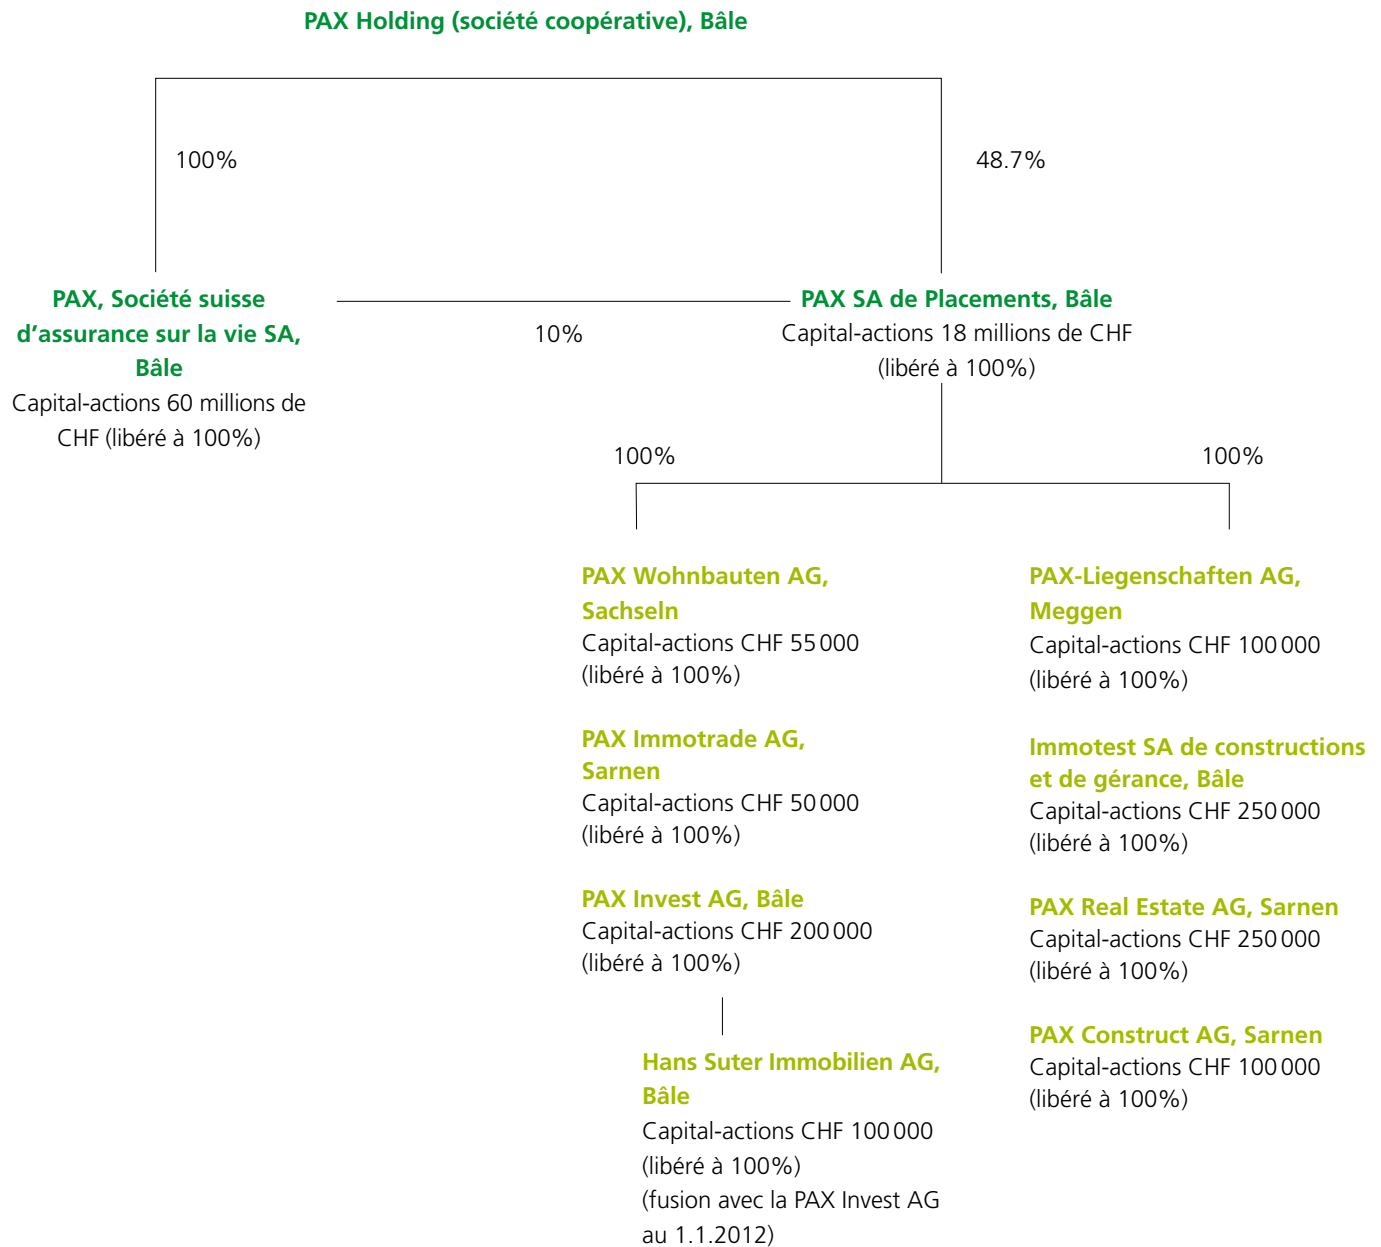 PAX Holding (société coopérative), Bâle
100%
48.7%
PAX, Société suisse
d’assurance sur la vie SA,
Bâle
Capital-actions 60 millions de
CHF (libéré à 100%)
10%
PAX SA de Placements, Bâle
Capital-actions 18 millions de CHF
(libéré à 100%)
100%
100%
PAX Wohnbauten AG,
Sachseln
Capital-actions CHF 55 000
(libéré à 100%)
PAX Immotrade AG,
Sarnen
Capital-actions CHF 50 000
(libéré à 100%)
PAX Invest AG, Bâle
Capital-actions CHF 200 000
(libéré à 100%)
Hans Suter Immobilien AG,
Bâle
Capital-actions CHF 100 000
(libéré à 100%)
(fusion avec la PAX Invest AG
au 1.1.2012)
PAX-Liegenschaften AG,
Meggen
Capital-actions CHF 100 000
(libéré à 100%)
Immotest SA de constructions
et de gérance, Bâle
Capital-actions CHF 250 000
(libéré à 100%)
PAX Real Estate AG, Sarnen
Capital-actions CHF 250 000
(libéré à 100%)
PAX Construct AG, Sarnen
Capital-actions CHF 100 000
(libéré à 100%)